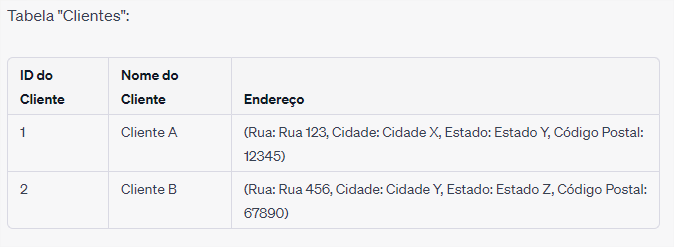 Tabela "Clientes":
ID do Cliente Nome do Cliente Endereço
1 Cliente A (Rua: Rua 123, Cidade: Cidade X, Estado: Estado Y, Código Postal: 12345)
2 Cliente B (Rua: Rua 456, Cidade: Cidade Y, Estado: Estado Z, Código Postal: 67890)